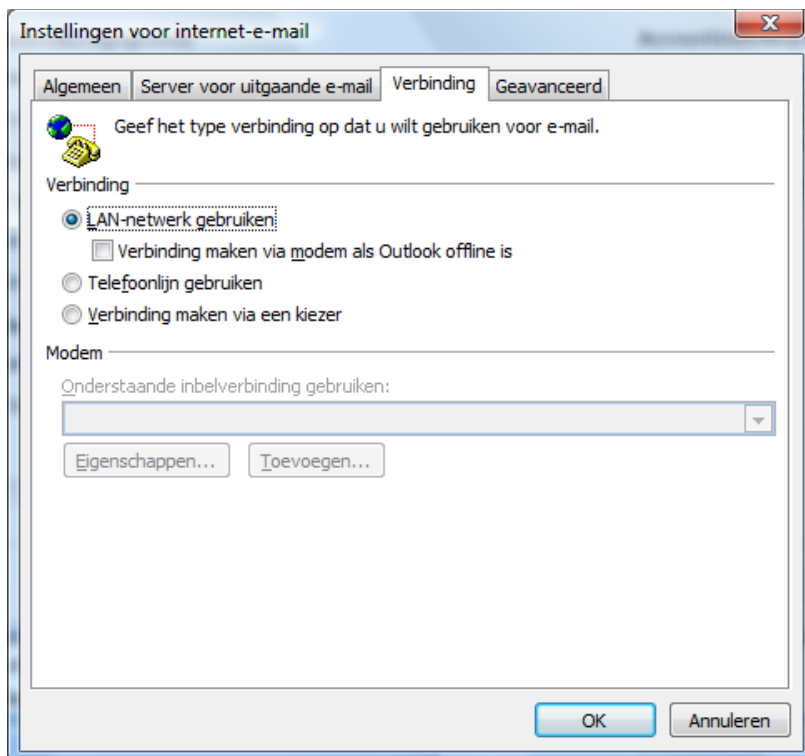 Instellingen voor internet-e-mail
Algemeen Server voor uitgaande e-mail Verbinding Geavanceerd
Geef het type verbinding op dat u wilt gebruiken voor e-mail.
Verbinding
LAN-netwerk gebruiken
Verbinding maken via modem als Outlook offline is
Telefoonlijn gebruiken
Verbinding maken via een kiezer
Modem
Onderstaande inbelverbinding gebruiken:
Eigenschappen... Toevoegen...
OK Annuleren